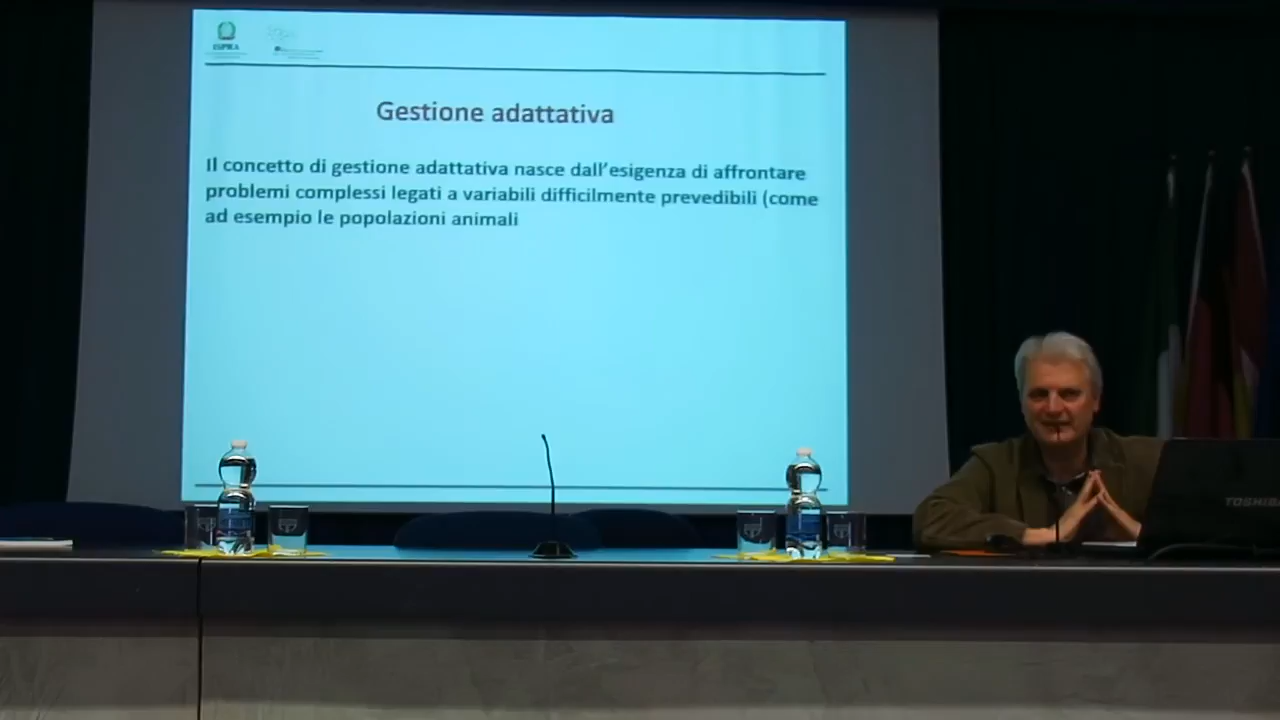 ISPRA
Gestione adattativa
Il concetto di gestione adattativa nasce dall'esigenza di affrontare
problemi complessi legati a variabili difficilmente prevedibili (come
ad esempio le popolazioni animali
TOSHIBA